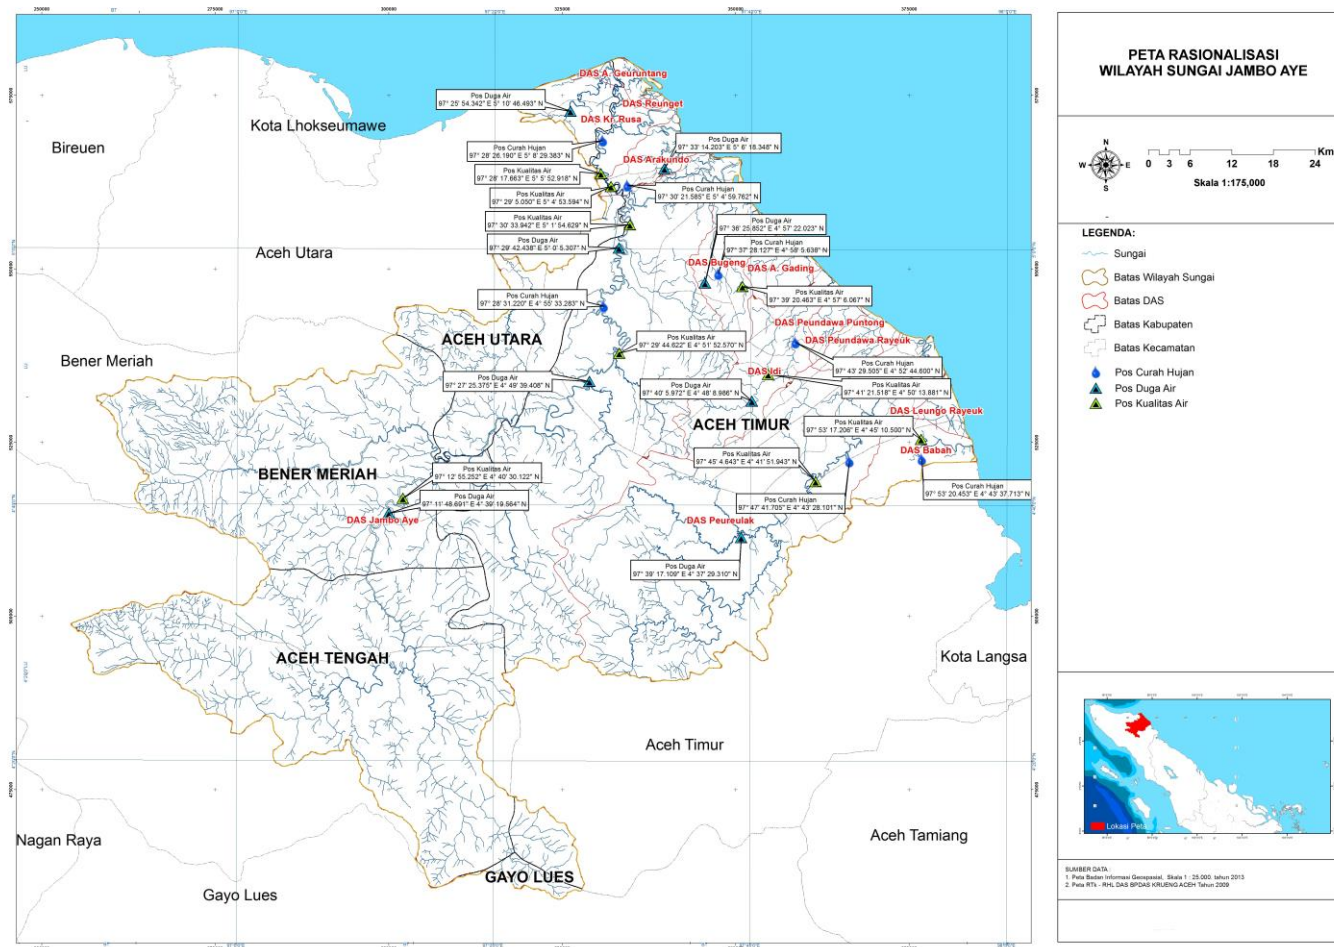 PETA RASIONALISASI
WILAYAH SUNGAI JAMBO AYE
N
W
E
S
0 3 6 12 18 24 Km
Skala 1:175,000
LEGENDA:
Sungai
Batas Wilayah Sungai
Batas DAS
Batas Kabupaten
Batas Kecamatan
Pos Curah Hujan
Pos Duga Air
Pos Kualitas Air
Lokasi Peta
SUMBER DATA :
1. Peta Badan Informasi Geospasial, Skala 1 : 25.000. tahun 2013
2. Peta RTk - RHL DAS BPDAS KRUENG ACEH Tahun 2009
250000
275000
300000
325000
350000
375000
DAS A. Geuruntang
Pos Duga Air
97° 25' 54.342" E 5° 10' 46.493" N
DAS Reunget
DAS Kr. Rusa
Kota Lhokseumawe
Bireuen
Pos Duga Air
97° 33' 14.203" E 5° 6' 18.348" N
Pos Curah Hujan
97° 28' 26.190" E 5° 8' 29.383" N
DAS Arakundo
Pos Kualitas Air
97° 28' 17.663" E 5° 5' 52.918" N
Pos Kualitas Air
97° 29' 5.050" E 5° 4' 53.594" N
Pos Curah Hujan
97° 30' 21.585" E 5° 4' 59.762" N
Pos Kualitas Air
97° 30' 33.942" E 5° 1' 54.629" N
Pos Duga Air
97° 36' 25.852" E 4° 57' 22.023" N
Pos Duga Air
97° 29' 42.438" E 5° 0' 5.307" N
Pos Curah Hujan
97° 37' 28.127" E 4° 58' 5.638" N
Aceh Utara
DAS Bugeng
DAS A. Gading
Pos Kualitas Air
97° 39' 20.463" E 4° 57' 6.067" N
Pos Curah Hujan
97° 28' 31.220" E 4° 55' 33.283" N
DAS Peundawa Puntong
DAS Peundawa Rayeuk
ACEH UTARA
Pos Kualitas Air
97° 29' 44.622" E 4° 51' 52.570" N
Bener Meriah
Pos Curah Hujan
97° 43' 29.505" E 4° 52' 44.600" N
DAS Idi
Pos Duga Air
97° 27' 25.375" E 4° 49' 39.408" N
Pos Duga Air
97° 40' 5.972" E 4° 48' 6.986" N
Pos Kualitas Air
97° 41' 21.518" E 4° 50' 13.881" N
DAS Leungo Rayeuk
ACEH TIMUR
Pos Kualitas Air
97° 53' 17.206" E 4° 45' 10.500" N
DAS Babah
Pos Kualitas Air
97° 45' 4.643" E 4° 41' 51.943" N
BENER MERIAH
Pos Kualitas Air
97° 12' 55.252" E 4° 40' 30.122" N
Pos Curah Hujan
97° 53' 20.453" E 4° 43' 37.713" N
Pos Duga Air
97° 11' 48.691" E 4° 39' 19.564" N
Pos Curah Hujan
97° 47' 41.705" E 4° 43' 28.101" N
DAS Jambo Aye
DAS Peureulak
Pos Duga Air
97° 39' 17.109" E 4° 37' 29.310" N
ACEH TENGAH
Kota Langsa
Aceh Timur
Nagan Raya
Aceh Tamiang
GAYO LUES
Gayo Lues